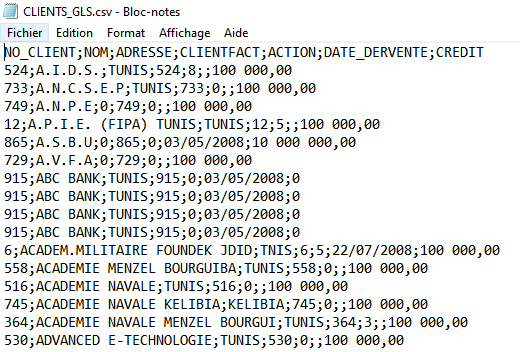 CLIENTS_GLS.csv - Bloc-notes
Fichier Edition Format Affichage Aide
NO_CLIENT;NOM;ADRESSE;CLIENTFACT;ACTION;DATE_DERVENTE;CREDIT
524;A.I.D.S.;TUNIS;524;8;;100 000,00
733;A.N.C.S.E.P;TUNIS;733;0;;100 000,00
749;A.N.P.E;0;749;0;;100 000,00
12;A.P.I.E. (FIPA) TUNIS;TUNIS;12;5;;100 000,00
865;A.S.B.U;0;865;0;03/05/2008;10 000 000,00
729;A.V.F.A;0;729;0;;100 000,00
915;ABC BANK;TUNIS;915;0;03/05/2008;0
915;ABC BANK;TUNIS;915;0;03/05/2008;0
915;ABC BANK;TUNIS;915;0;03/05/2008;0
915;ABC BANK;TUNIS;915;0;03/05/2008;0
6;ACADEM.MILITAIRE FOUNDEK JDID;TNIS;6;5;22/07/2008;100 000,00
558;ACADEMIE MENZEL BOURGUIBA;TUNIS;558;0;;100 000,00
516;ACADEMIE NAVALE;TUNIS;516;0;;100 000,00
745;ACADEMIE NAVALE KELIBIA;KELIBIA;745;0;;100 000,00
364;ACADEMIE NAVALE MENZEL BOURGUI;TUNIS;364;3;;100 000,00
530;ADVANCED E-TECHNOLOGIE;TUNIS;530;0;;100 000,00